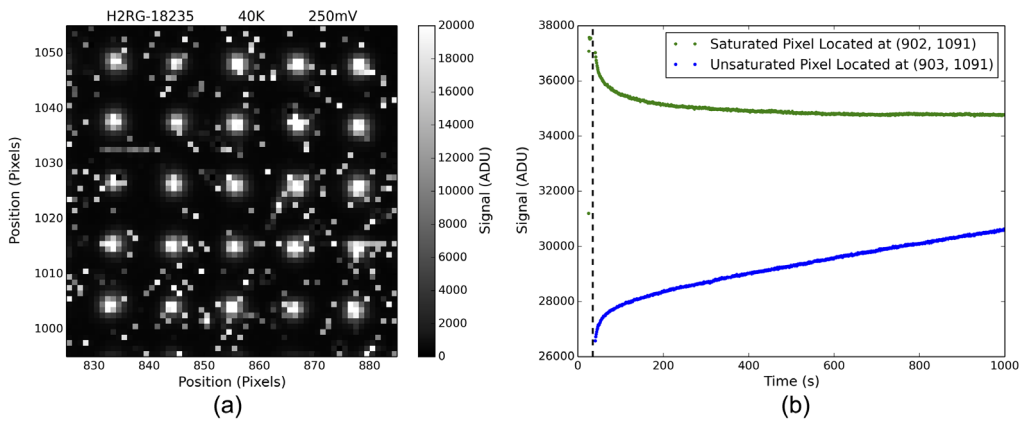 H2RG-18235 40K 250mV
1050
1040
1030
1020
1010
1000
Position (Pixels)
830 840 850 860 870 880
Position (Pixels)
20000
18000
16000
14000
12000
10000
8000
6000
4000
2000
0
Signal (ADU)
(a)
38000
36000
34000
32000
30000
28000
26000
Signal (ADU)
Saturated Pixel Located at (902, 1091)
Unsaturated Pixel Located at (903, 1091)
0 200 400 600 800 1000
Time (s)
(b)